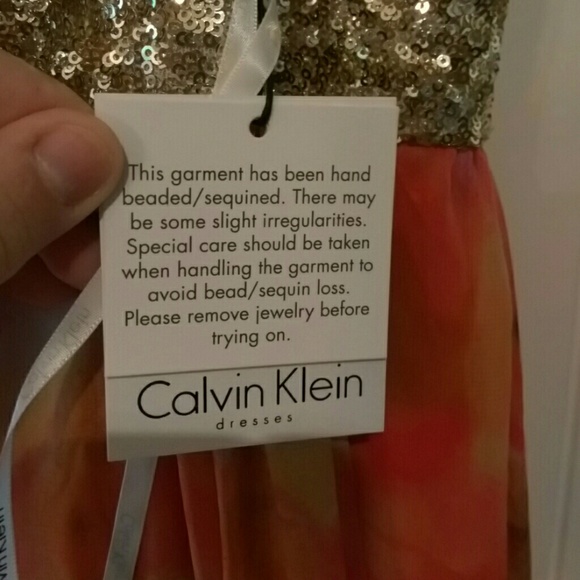 This garment has been hand
beaded/sequined. There may
be some slight irregularities.
Special care should be taken
when handling the garment to
avoid bead/sequin loss.
Please remove jewelry before
trying on.
Calvin Klein
dresses
Klein